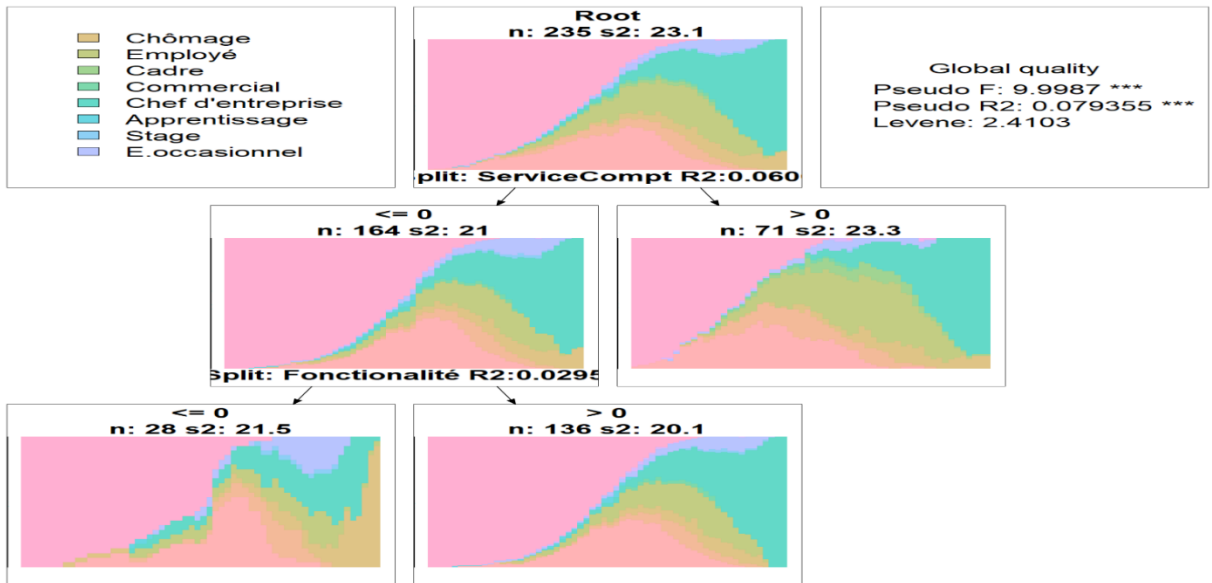 Chômage
Employé
Cadre
Commercial
Chef d'entreprise
Apprentissage
Stage
E.occasionnel
Root
n: 235 s2: 23.1
Global quality
Pseudo F: 9.9987 ***
Pseudo R2: 0.079355 ***
Levene: 2.4103
plit: ServiceCompt R2:0.060
<= 0
n: 164 s2: 21
> 0
n: 71 s2: 23.3
Split: Fonctionalité R2:0.0295
<= 0
n: 28 s2: 21.5
> 0
n: 136 s2: 20.1